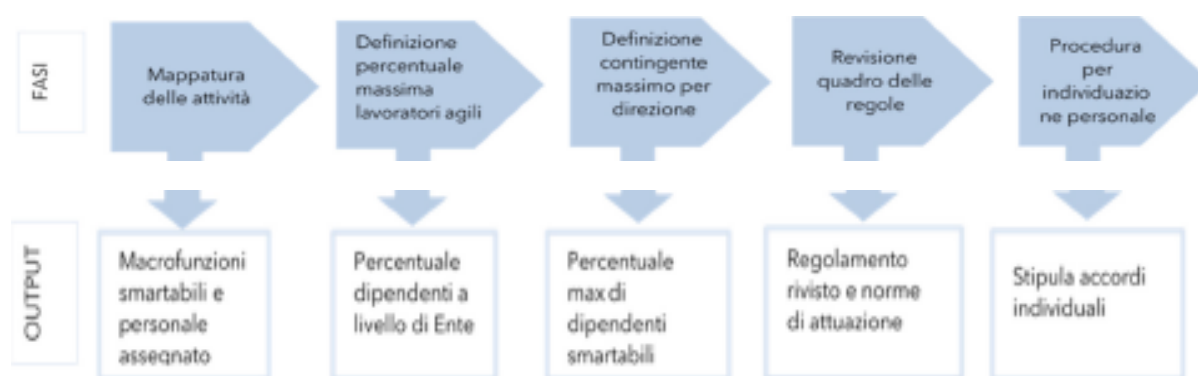 FASI
Mappatura
delle attività
Definizione
percentuale
massima
lavoratori agili
Definizione
contingente
massimo per
direzione
Revisione
quadro delle
regole
Procedura
per
individuazio
ne personale
OUTPUT
Macrofunzioni
smartabili e
personale
assegnato
Percentuale
dipendenti a
livello di Ente
Percentuale
max di
dipendenti
smartabili
Regolamento
rivisto e norme
di attuazione
Stipula accordi
individuali